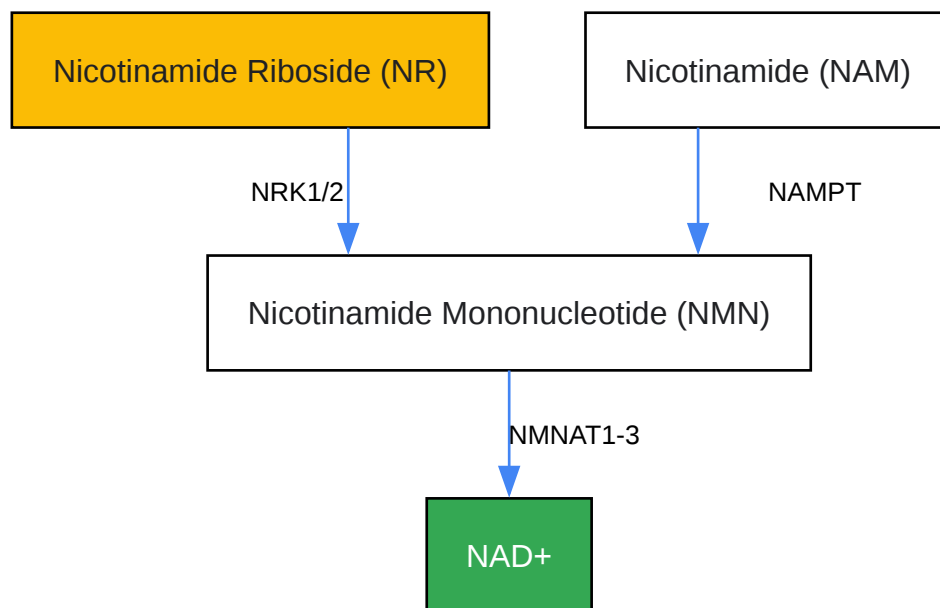 Nicotinamide Riboside (NR)
Nicotinamide (NAM)
NRK1/2
NAMPT
Nicotinamide Mononucleotide (NMN)
NMNAT1-3
NAD+